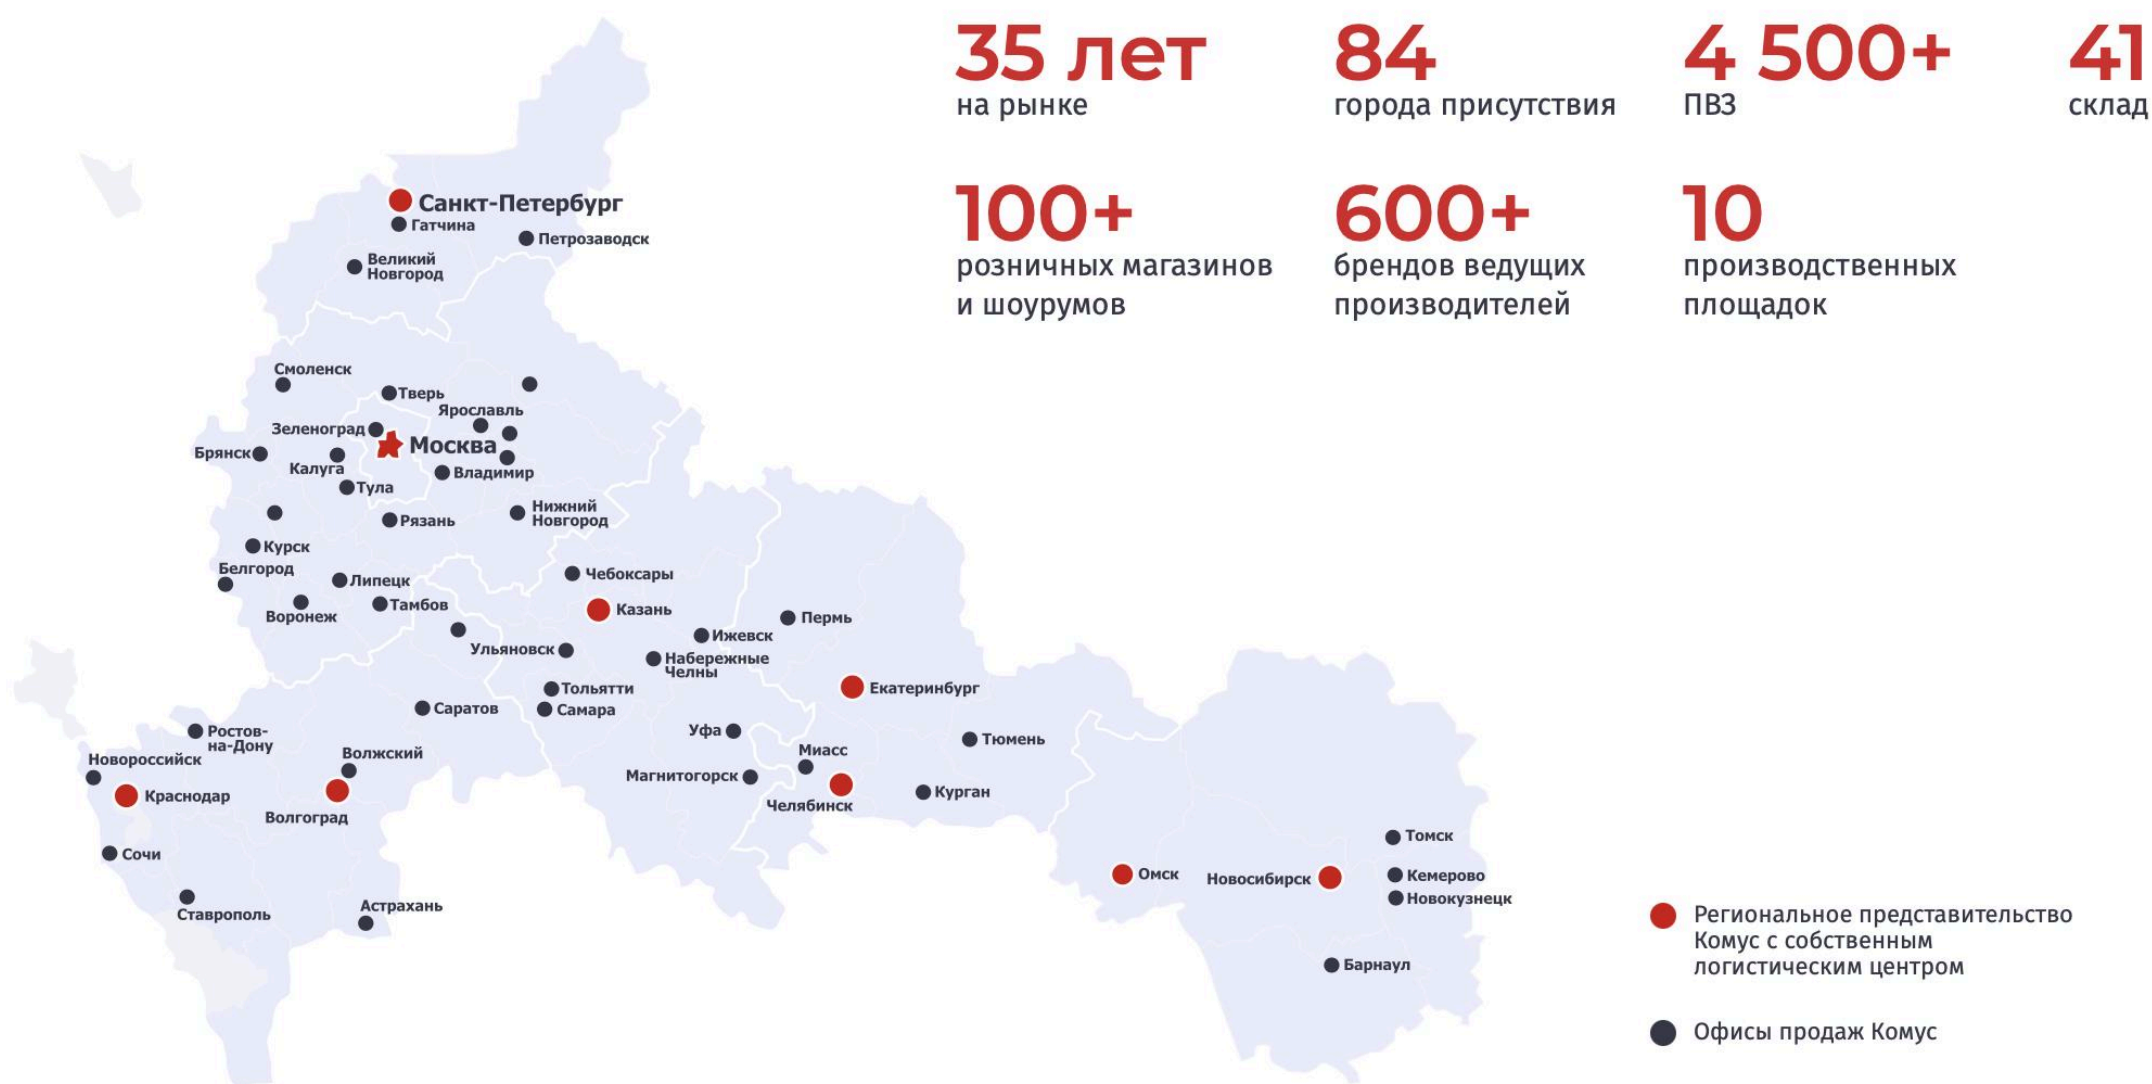 35 лет
на рынке
84
города присутствия
4 500+
ПВЗ
41
склад
100+
розничных магазинов
и шоурумов
600+
брендов ведущих
производителей
10
производственных
площадок
Санкт-Петербург
Гатчина
Петрозаводск
Великий
Новгород
Смоленск
Тверь
Ярославль
Зеленоград
Москва
Брянск
Калуга
Владимир
Тула
Рязань
Нижний
Новгород
Курск
Белгород
Липецк
Воронеж
Тамбов
Чебоксары
Казань
Пермь
Ижевск
Ульяновск
Набережные
Челны
Тольятти
Самара
Саратов
Екатеринбург
Уфа
Тюмень
Ростов-
на-Дону
Волжский
Миасс
Новороссийск
Магнитогорск
Краснодар
Челябинск
Курган
Волгоград
Сочи
Томск
Омск
Новосибирск
Кемерово
Новокузнецк
Ставрополь
Астрахань
Барнаул
Региональное представительство
Комус с собственным
логистическим центром
Офисы продаж Комус